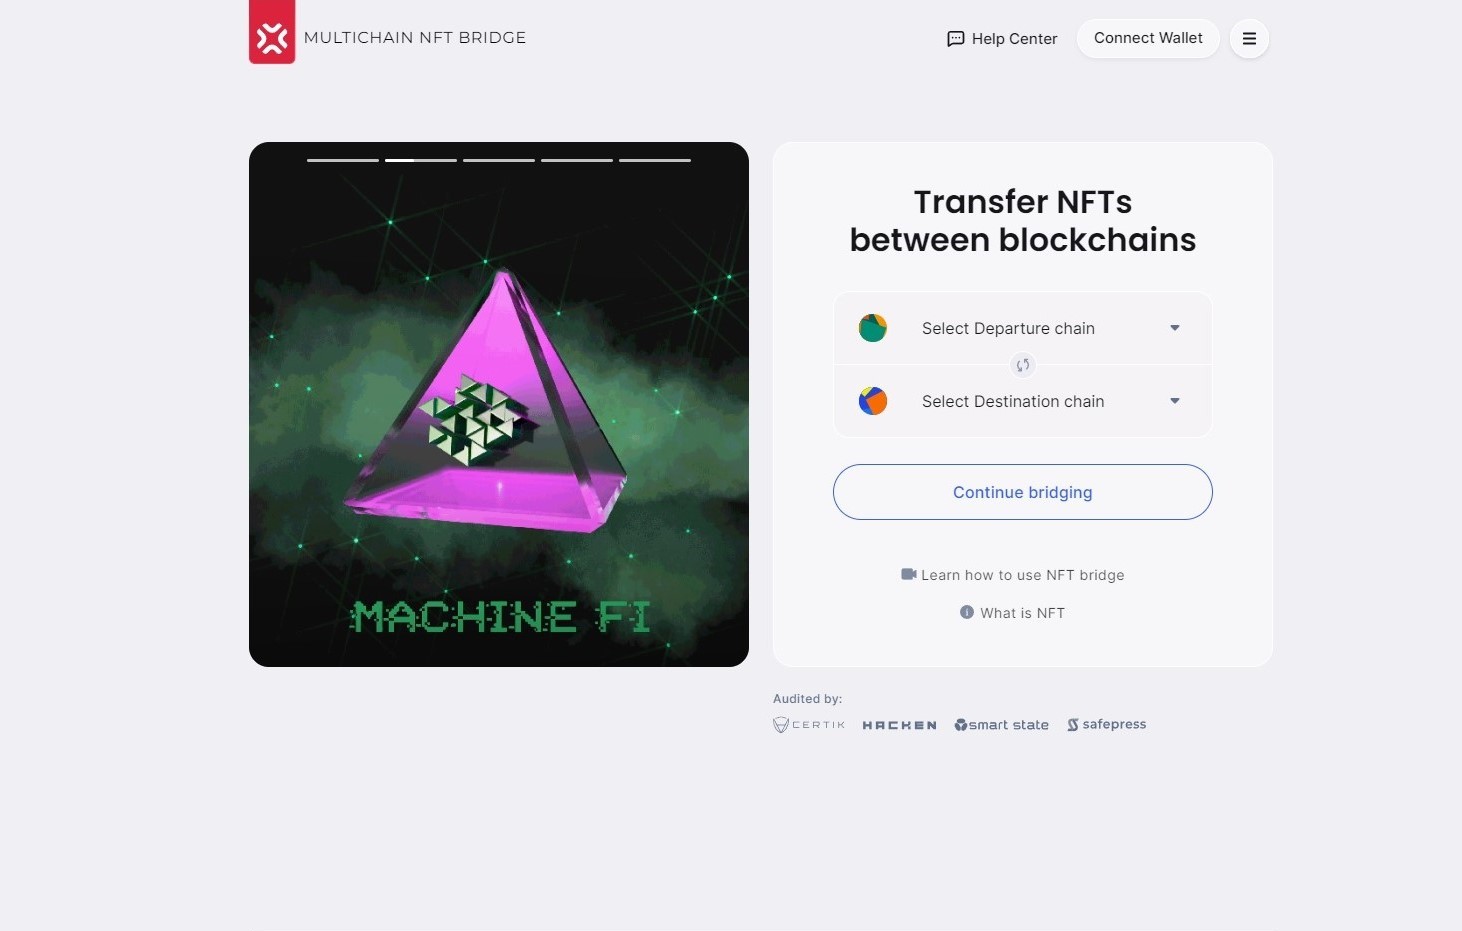 MULTICHAIN NFT BRIDGE
Help Center
Connect Wallet
MACHINE FI
Transfer NFTs
between blockchains
Select Departure chain
Select Destination chain
Continue bridging
Learn how to use NFT bridge
What is NFT
Audited by:
CERTIK HACKEN smart state safepress